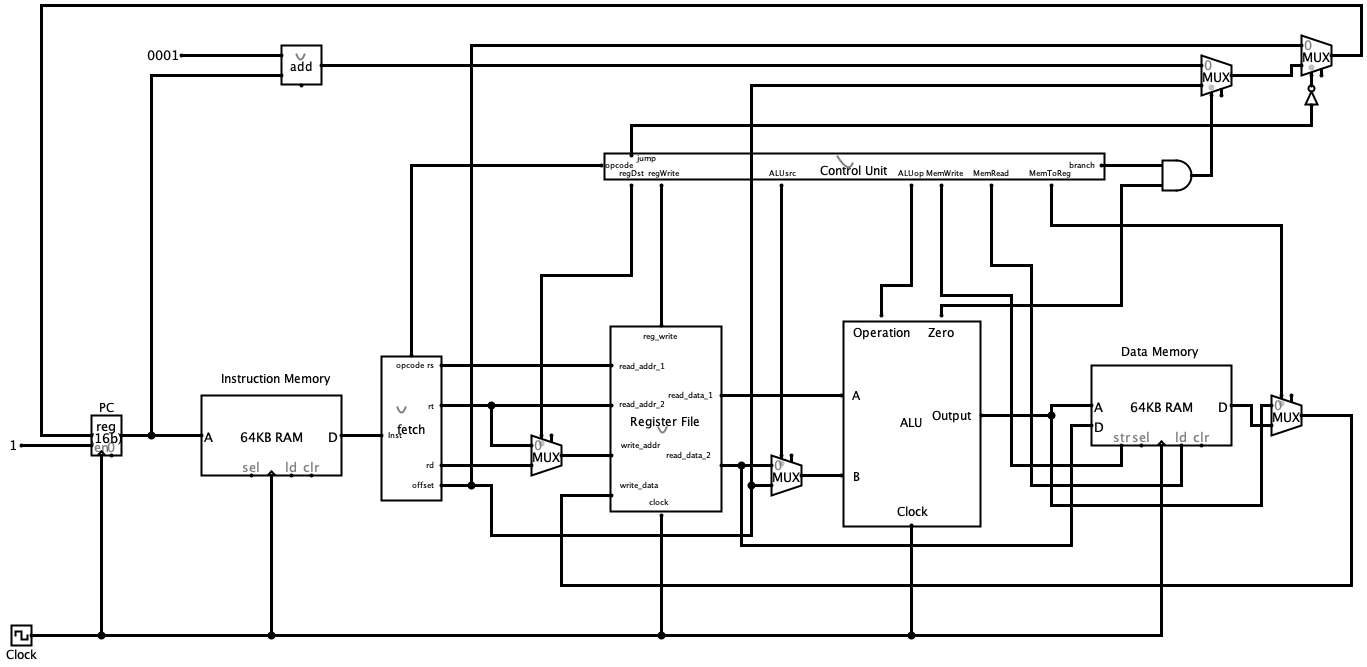 0001
add
0
MUX
0
MUX
jump
opcode
regDst regWrite
ALUsrc
Control Unit
ALUop MemWrite MemRead MemToReg
branch
PC
reg
16b
en 0
1
Instruction Memory
A
64KB RAM
D
sel
ld clr
opcode rs
rt
Inst
fetch
rd
offset
0
MUX
reg_write
read_addr_1
read_data_1
read_addr_2
Register File
write_addr
read_data_2
write_data
clock
0
MUX
Operation
Zero
A
ALU
Output
B
Clock
Data Memory
A
64KB RAM
D
D
str sel
ld clr
0
MUX
Clock